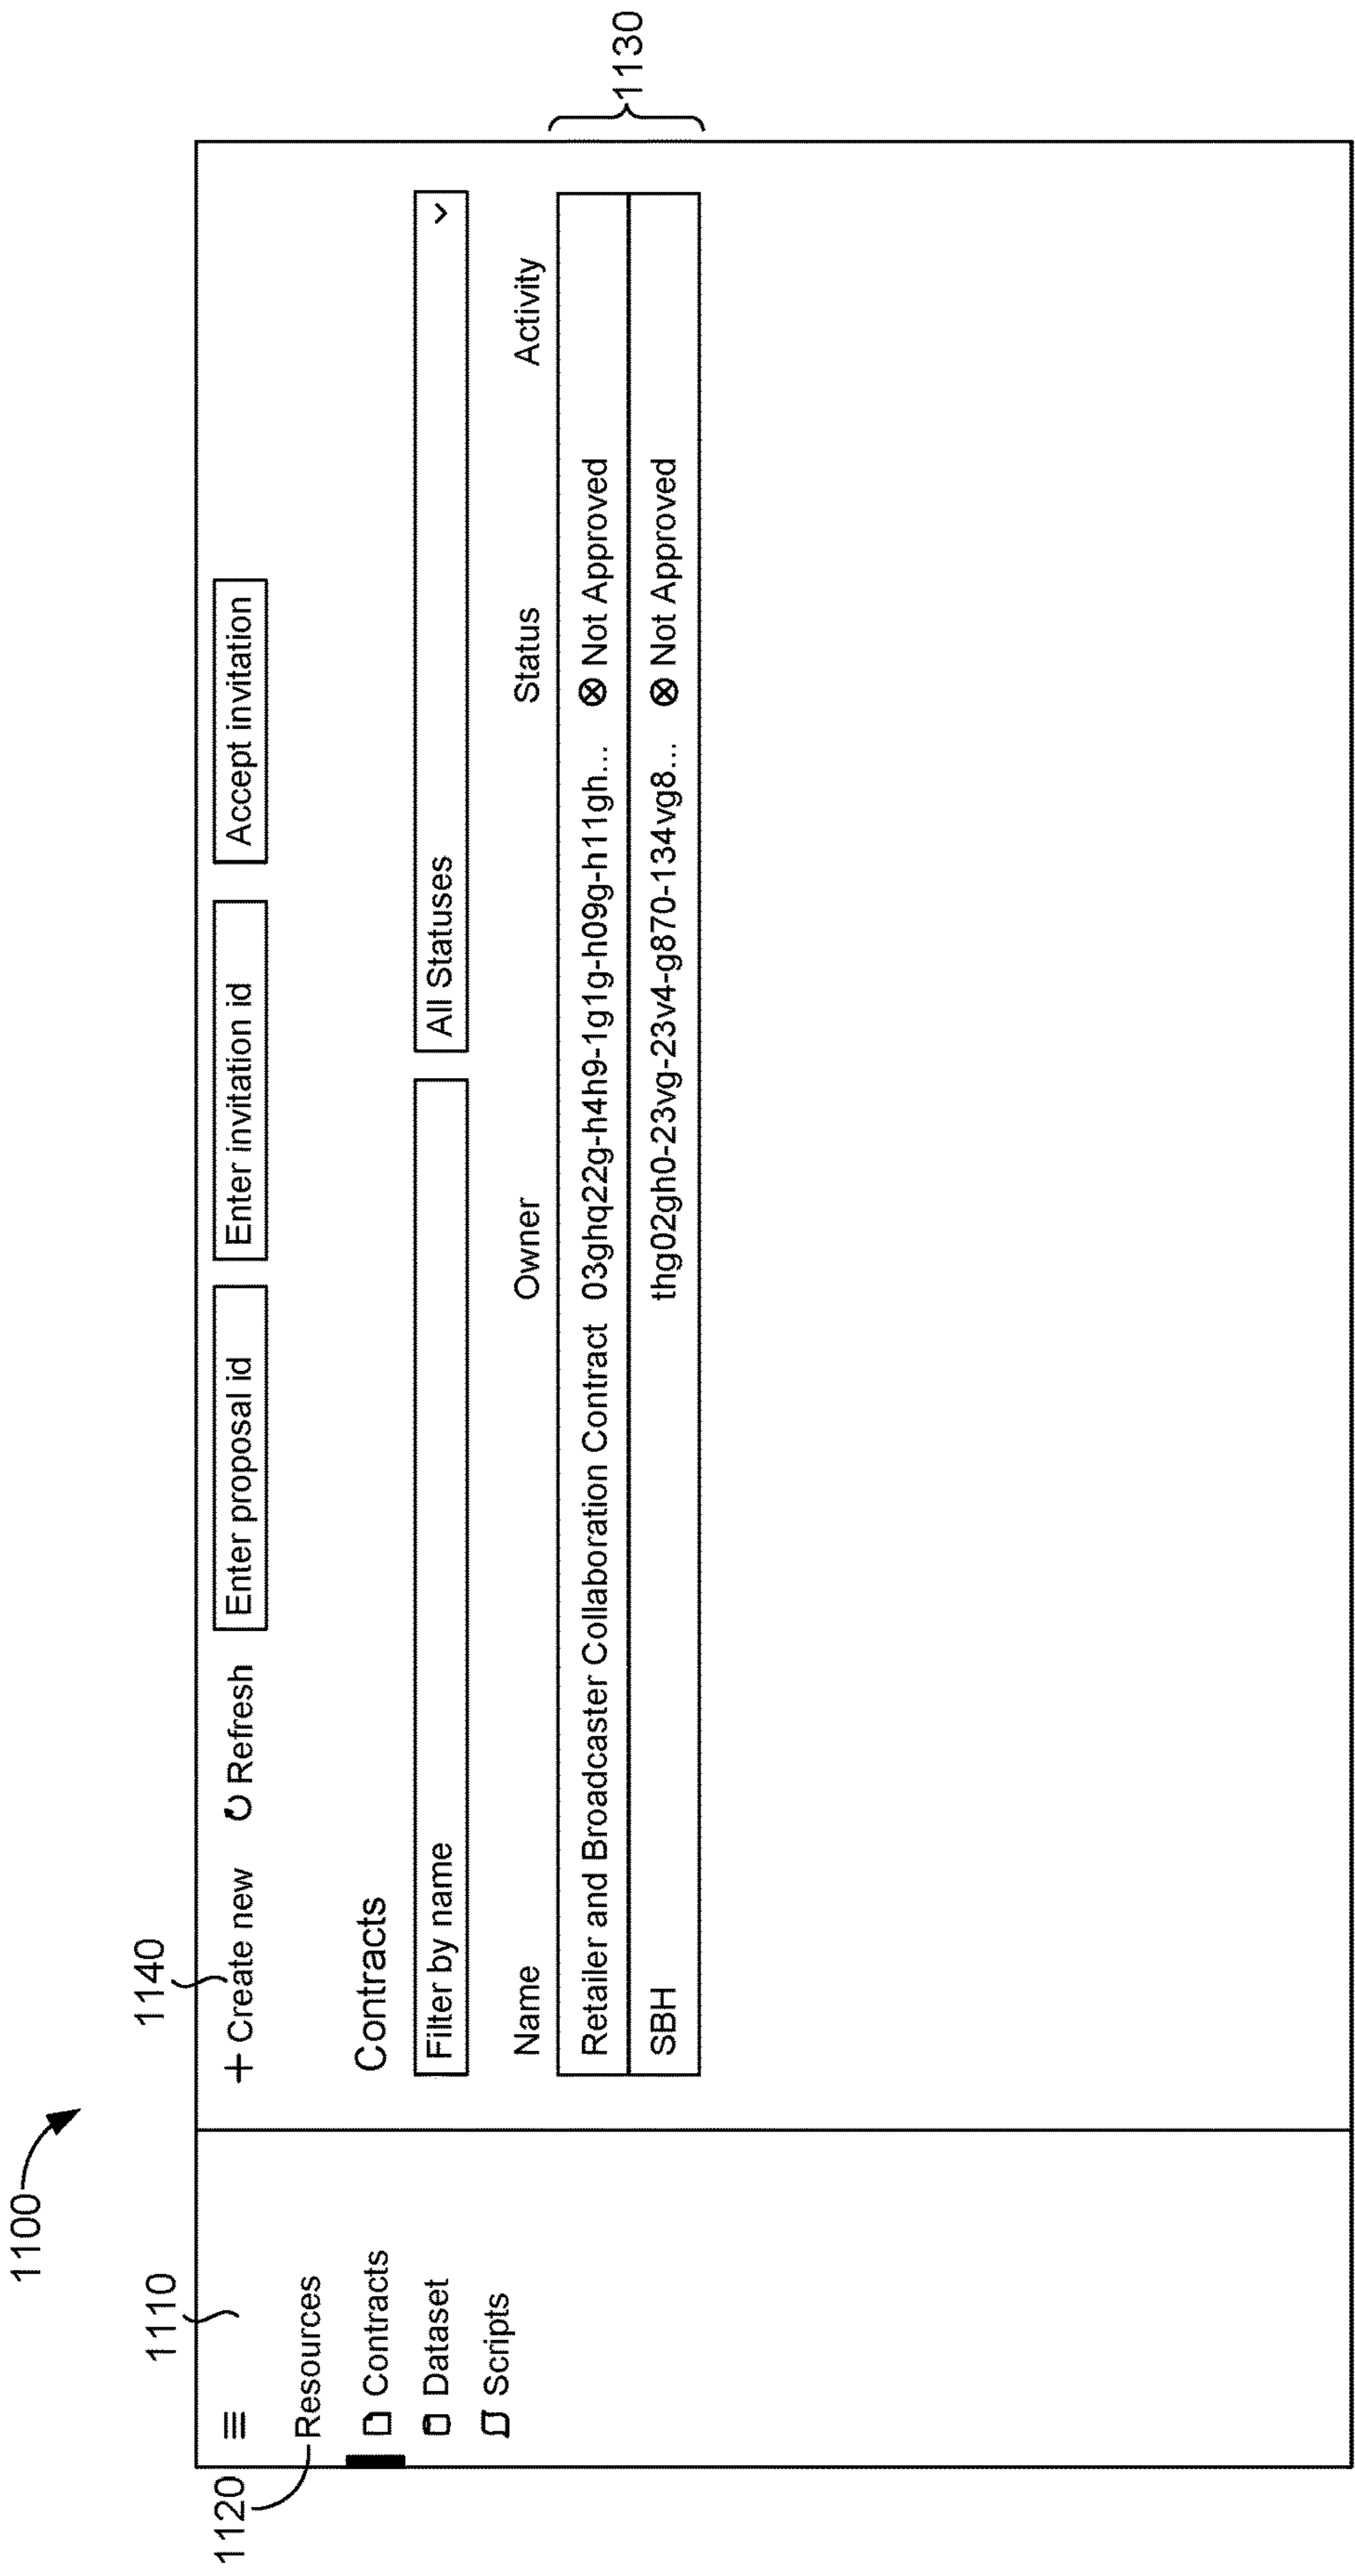 1100
1110
1140
1120
+ Create new Refresh Enter proposal id Enter invitation id Accept invitation
Resources
Contracts
Dataset
Scripts
Contracts
Filter by name All Statuses
Name Owner Status Activity
Retailer and Broadcaster Collaboration Contract 03ghq22g-h4h9-1g1g-h09g-h11gh... Not Approved
SBH thg02gh0-23vg-23v4-g870-134vg8... Not Approved
1130